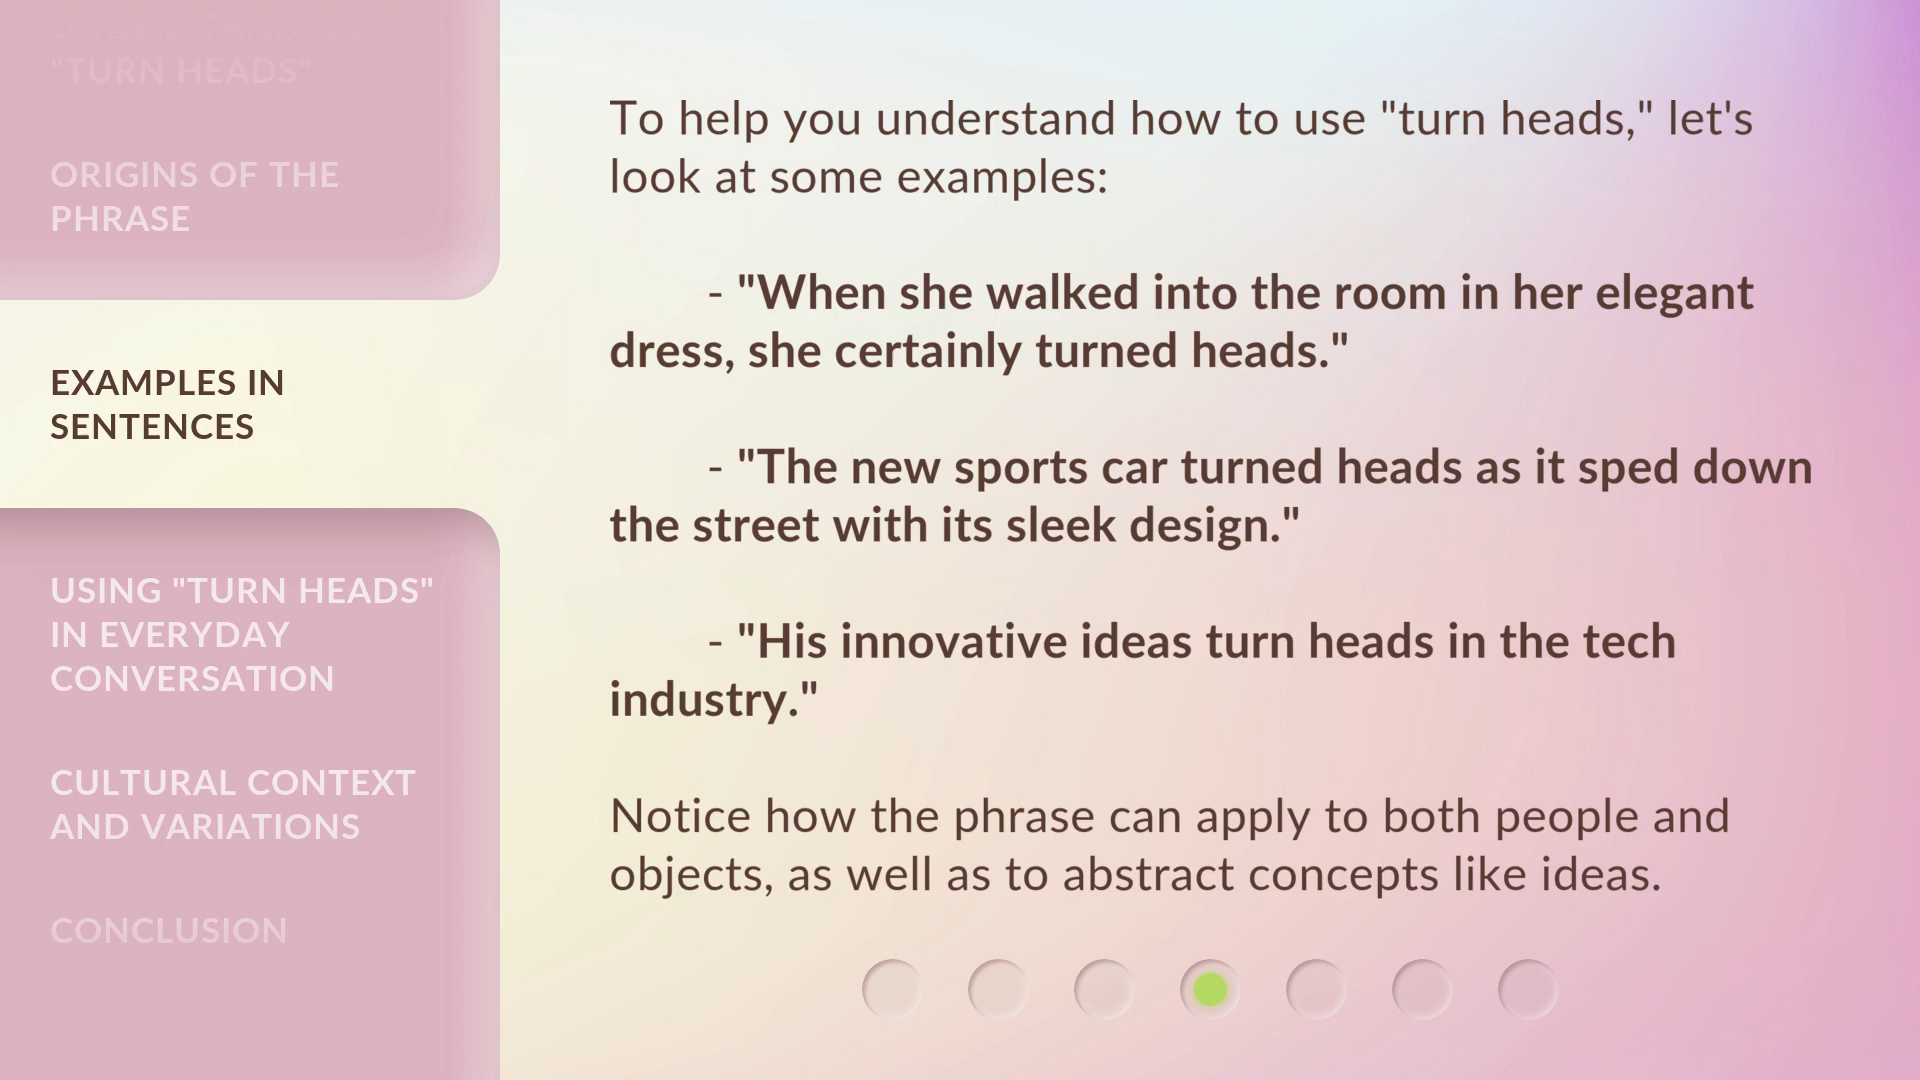 UNDERSTANDING
"TURN HEADS"
ORIGINS OF THE
PHRASE
EXAMPLES IN
SENTENCES
USING "TURN HEADS"
IN EVERYDAY
CONVERSATION
CULTURAL CONTEXT
AND VARIATIONS
CONCLUSION
To help you understand how to use "turn heads," let's
look at some examples:
- "When she walked into the room in her elegant
dress, she certainly turned heads."
- "The new sports car turned heads as it sped down
the street with its sleek design."
- "His innovative ideas turn heads in the tech
industry."
Notice how the phrase can apply to both people and
objects, as well as to abstract concepts like ideas.